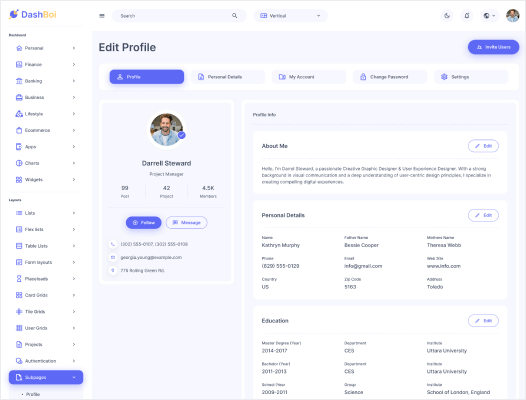 DashBoi
Search
Vertical
Dashboard
Personal
Finance
Banking
Business
Lifestyle
Ecommerce
Apps
Charts
Widgets
Layouts
Lists
Flex lists
Table Lists
Form layouts
Placeloads
Card Grids
Tile Grids
User Grids
Projects
Authentication
Subpages
Profile
Edit Profile
Invite Users
Profile
Personal Details
My Account
Change Password
Settings
Darrell Steward
Project Manager
99
42
4.5K
Post
Project
Members
Follow
Message
(302) 555-0107, (302) 555-0108
georgia.young@example.com
775 Rolling Green Rd.
Profile Info
About Me
Edit
Hello, I'm Darrel Steward, a passionate Creative Graphic Designer & User Experience Designer. With a strong
background in visual communication and a deep understanding of user-centric design principles, I specialize in
creating compelling digital experiences.
Personal Details
Edit
Name
Father Name
Mothers Name
Kathryn Murphy
Bessie Cooper
Theresa Webb
Phone
Email
Web Site
(629) 555-0129
info@gmail.com
www.info.com
Country
Zip Code
Address
US
5163
Toledo
Education
Edit
Master Degree (Year)
Department
Institute
2014-2017
CES
Uttara University
Bachelor (Year)
Department
Institute
2011-2013
CES
Uttara University
School (Year
Group
Institute
2009-2011
Science
School of London, England